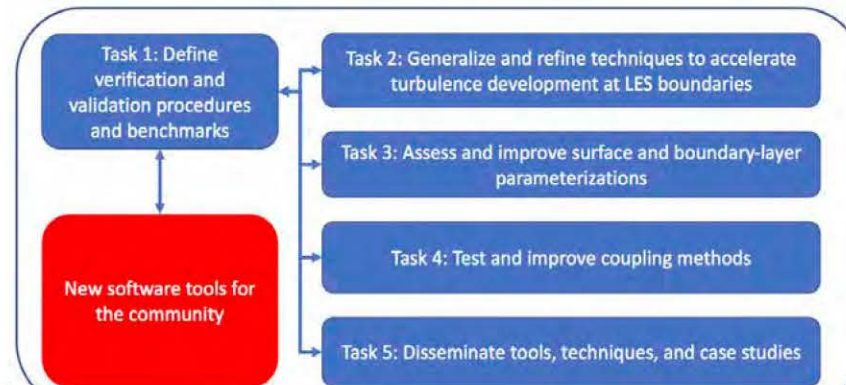 Task 1: Define
verification and
validation procedures
and benchmarks
Task 2: Generalize and refine techniques to accelerate
turbulence development at LES boundaries
Task 3: Assess and improve surface and boundary-layer
parameterizations
New software tools for
the community
Task 4: Test and improve coupling methods
Task 5: Disseminate tools, techniques, and case studies